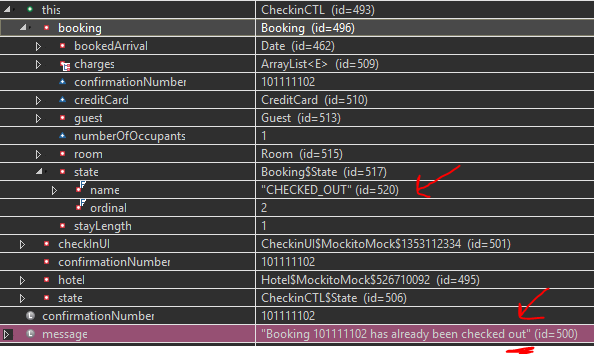 this CheckinCTL (id=493)
booking Booking (id=496)
bookedArrival Date (id=462)
charges ArrayList<E> (id=509)
confirmationNumber 101111102
creditCard CreditCard (id=510)
guest Guest (id=513)
numberOfOccupants 1
room Room (id=515)
state Booking$State (id=517)
name "CHECKED_OUT" (id=520)
ordinal 2
stayLength 1
checkInUI CheckinUI$MockitoMock$1353112334 (id=501)
confirmationNumber 101111102
hotel Hotel$MockitoMock$526710092 (id=495)
state CheckinCTL$State (id=506)
confirmationNumber 101111102
message "Booking 101111102 has already been checked out" (id=500)